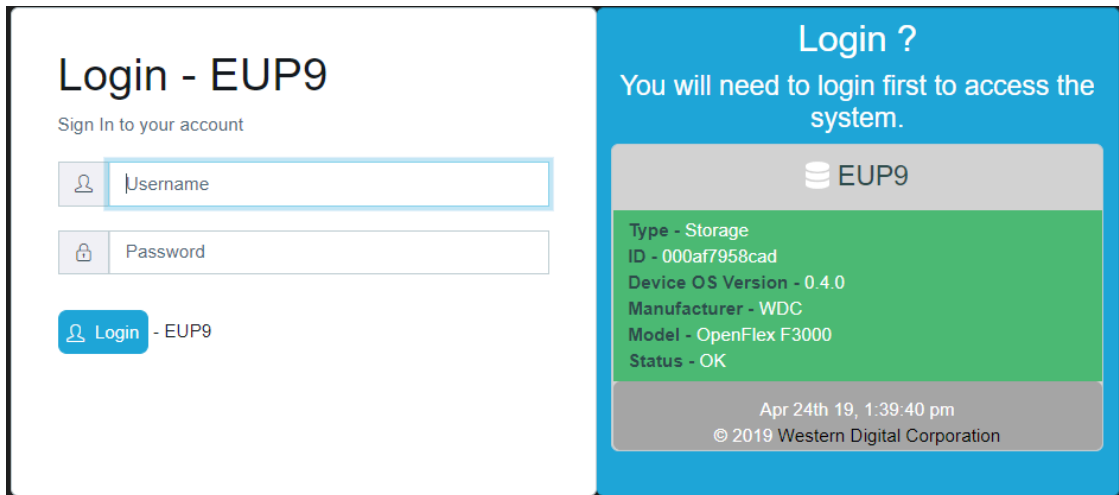 Login - EUP9
Sign In to your account
Username
Password
Login - EUP9
Login ?
You will need to login first to access the
system.
EUP9
Type - Storage
ID - 000af7958cad
Device OS Version - 0.4.0
Manufacturer - WDC
Model - OpenFlex F3000
Status - OK
Apr 24th 19, 1:39:40 pm
© 2019 Western Digital Corporation